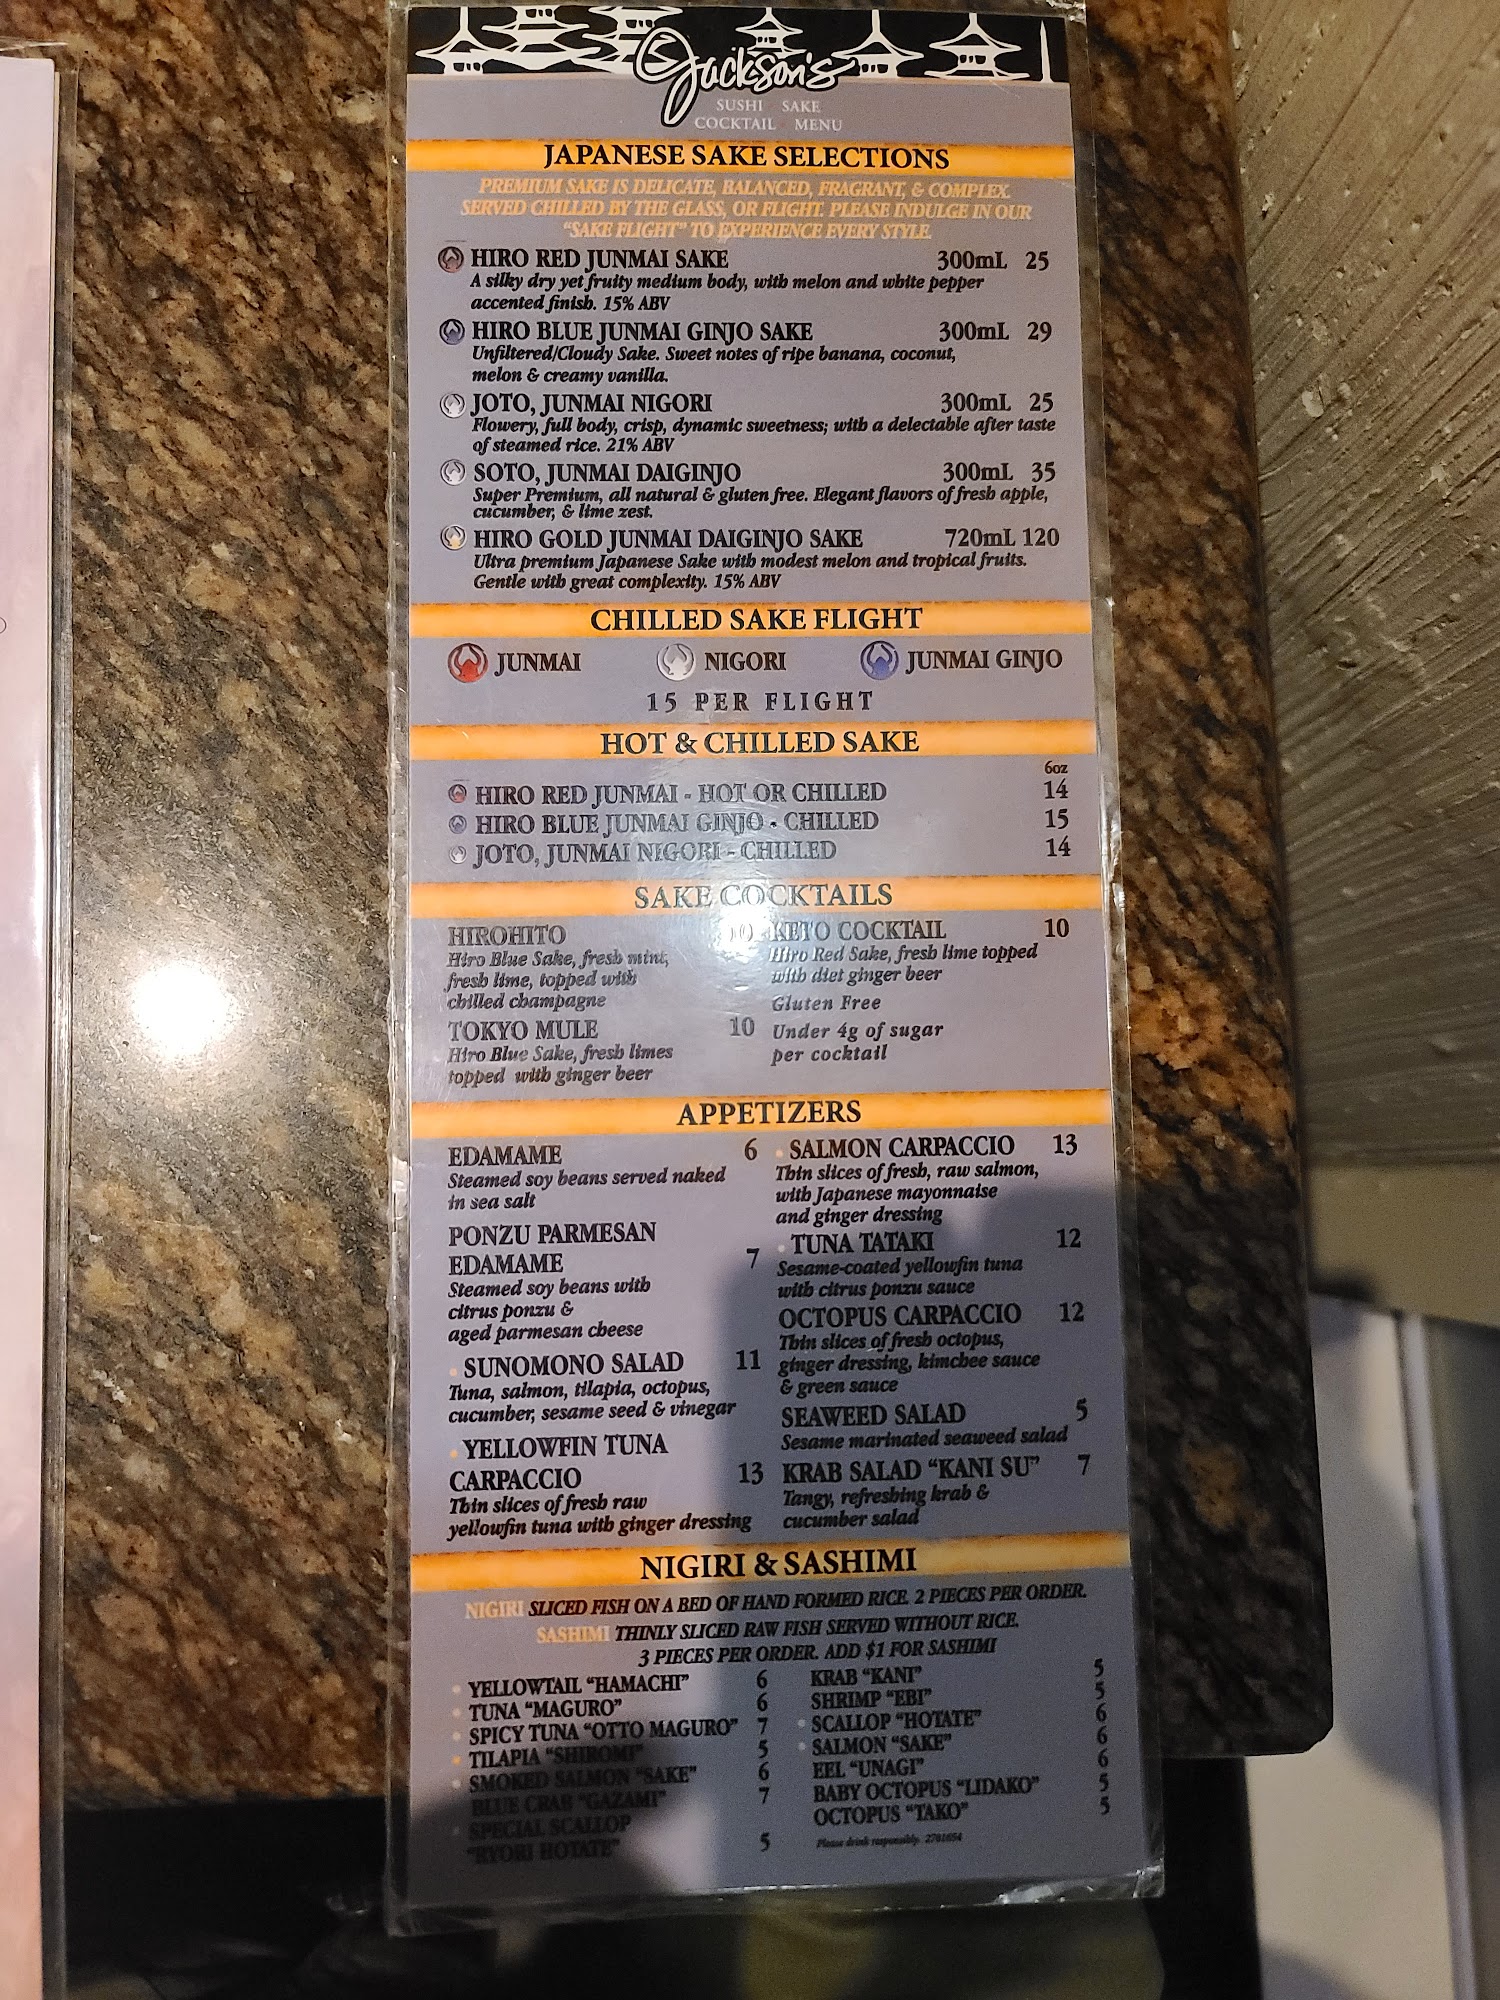 Jackson's
SUSHI SAKE
COCKTAIL MENU
JAPANESE SAKE SELECTIONS
PREMIUM SAKE IS DELICATE, BALANCED, FRAGRANT, & COMPLEX.
SERVED CHILLED BY THE GLASS, OR FLIGHT. PLEASE INDULGE IN OUR
"SAKE FLIGHT" TO EXPERIENCE EVERY STYLE.
HIRO RED JUNMAI SAKE 300mL 25
A silky dry yet fruity medium body, with melon and white pepper
accented finish. 15% ABV
HIRO BLUE JUNMAI GINJO SAKE 300mL 29
Unfiltered/Cloudy Sake. Sweet notes of ripe banana, coconut,
melon & creamy vanilla.
JOTO, JUNMAI NIGORI 300mL 25
Flowery, full body, crisp, dynamic sweetness; with a delectable after taste
of steamed rice. 21% ABV
SOTO, JUNMAI DAIGINJO 300mL 35
Super Premium, all natural & gluten free. Elegant flavors of fresh apple,
cucumber, & lime zest.
HIRO GOLD JUNMAI DAIGINJO SAKE 720mL 120
Ultra premium Japanese Sake with modest melon and tropical fruits.
Gentle with great complexity. 15% ABV
CHILLED SAKE FLIGHT
JUNMAI NIGORI JUNMAI GINJO
15 PER FLIGHT
HOT & CHILLED SAKE
6oz
HIRO RED JUNMAI - HOT OR CHILLED 14
HIRO BLUE JUNMAI GINJO - CHILLED 15
JOTO, JUNMAI NIGORI - CHILLED 14
SAKE COCKTAILS
HIROHITO 10
Hiro Blue Sake, fresh mint,
fresh lime, topped with
chilled champagne
TOKYO MULE 10
Hiro Blue Sake, fresh limes
topped with ginger beer
KETO COCKTAIL 10
Hiro Red Sake, fresh lime topped
with diet ginger beer
Gluten Free
Under 4g of sugar
per cocktail
APPETIZERS
EDAMAME 6
Steamed soy beans served naked
in sea salt
PONZU PARMESAN
EDAMAME 7
Steamed soy beans with
citrus ponzu &
aged parmesan cheese
SUNOMONO SALAD 11
Tuna, salmon, tilapia, octopus,
cucumber, sesame seed & vinegar
YELLOWFIN TUNA
CARPACCIO 13
Thin slices of fresh raw
yellowfin tuna with ginger dressing
SALMON CARPACCIO 13
Thin slices of fresh, raw salmon,
with Japanese mayonnaise
and ginger dressing
TUNA TATAKI 12
Sesame-coated yellowfin tuna
with citrus ponzu sauce
OCTOPUS CARPACCIO 12
Thin slices of fresh octopus,
ginger dressing, kimchee sauce
& green sauce
SEAWEED SALAD 5
Sesame marinated seaweed salad
KRAB SALAD "KANI SU" 7
Tangy, refreshing krab &
cucumber salad
NIGIRI & SASHIMI
NIGIRI SLICED FISH ON A BED OF HAND FORMED RICE. 2 PIECES PER ORDER.
SASHIMI THINLY SLICED RAW FISH SERVED WITHOUT RICE.
3 PIECES PER ORDER. ADD $1 FOR SASHIMI
YELLOWTAIL "HAMACHI" 6
TUNA "MAGURO" 6
SPICY TUNA "OTTO MAGURO" 7
TILAPIA "SHIROMI" 5
SMOKED SALMON "SAKE" 6
BLUE CRAB "GAZAMI" 7
SPECIAL SCALLOP
"RYORI HOTATE" 5
KRAB "KANI" 5
SHRIMP "EBI" 5
SCALLOP "HOTATE" 6
SALMON "SAKE" 6
EEL "UNAGI" 6
BABY OCTOPUS "LIDAKO" 5
OCTOPUS "TAKO" 5
Please drink responsibly. 2701654